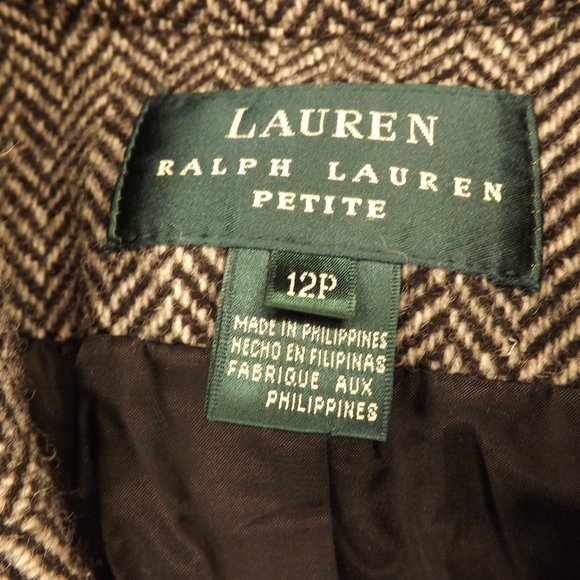 LAUREN
RALPH LAUREN
PETITE
12P
MADE IN PHILIPPINES
HECHO EN FILIPINAS
FABRIQUE AUX
PHILIPPINES